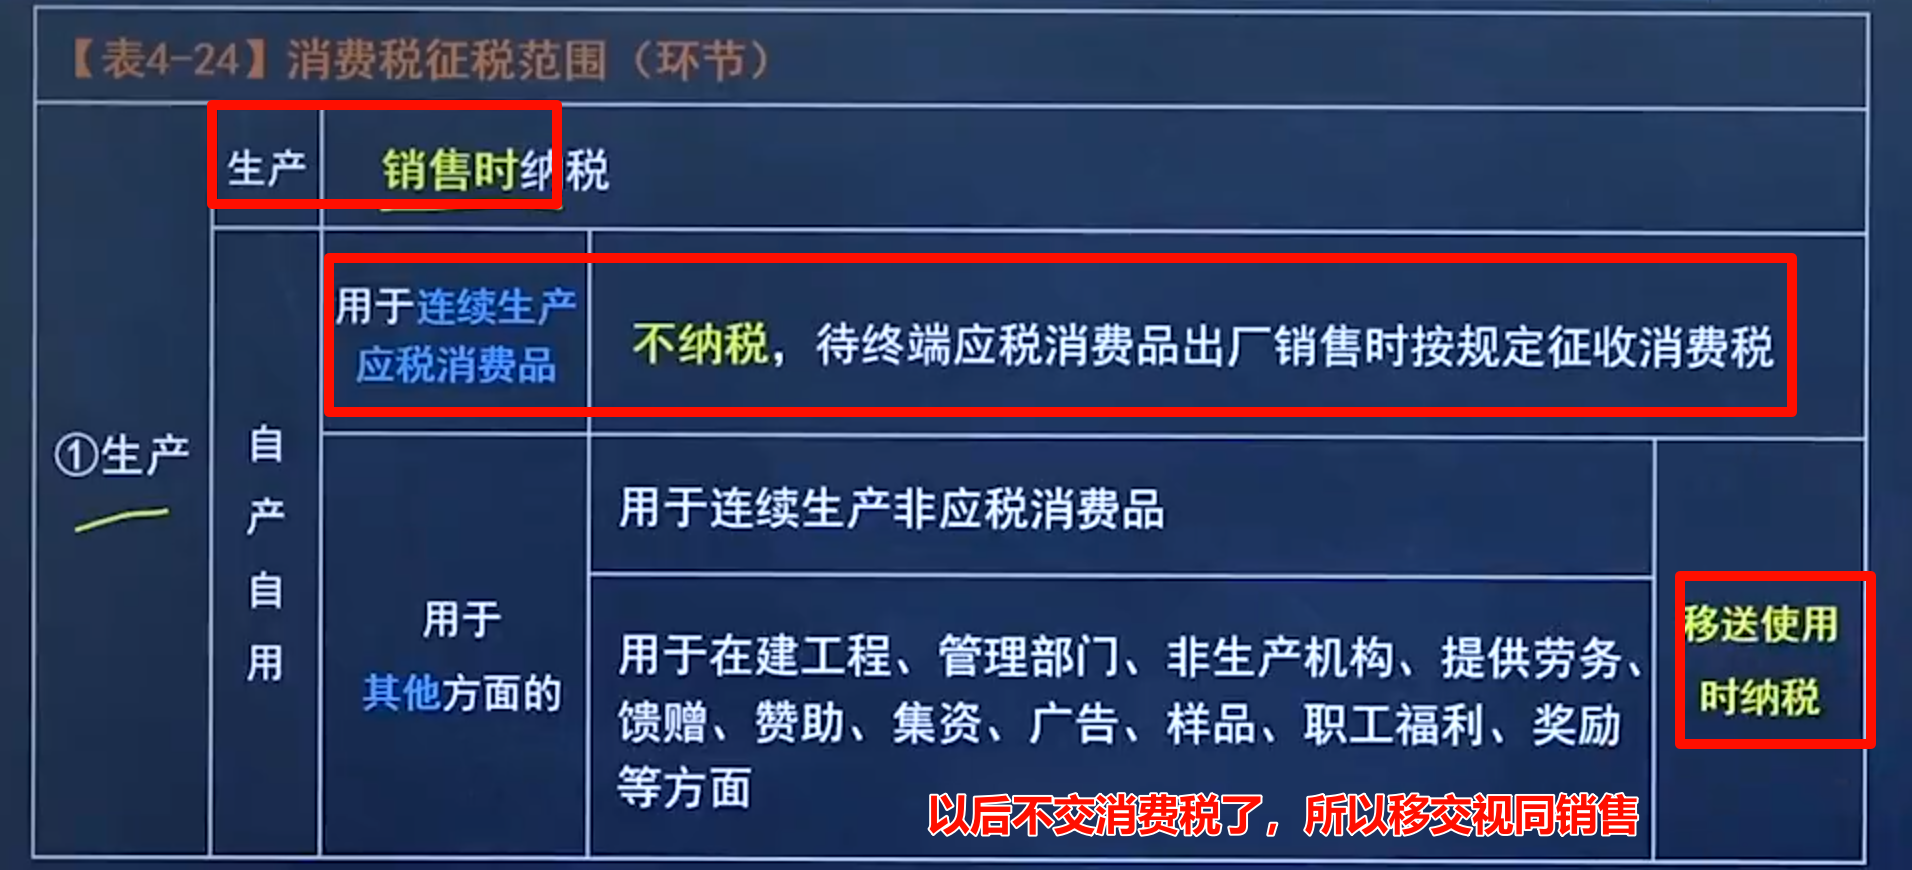 【表4-24】消费税征税范围（环节）
①生产
生产
销售时纳税
自
产
自
用
用于连续生产
应税消费品
不纳税，待终端应税消费品出厂销售时按规定征收消费税
用于
其他方面的
用于连续生产非应税消费品
用于在建工程、管理部门、非生产机构、提供劳务、
馈赠、赞助、集资、广告、样品、职工福利、奖励
等方面
移送使用
时纳税
以后不交消费税了，所以移交视同销售